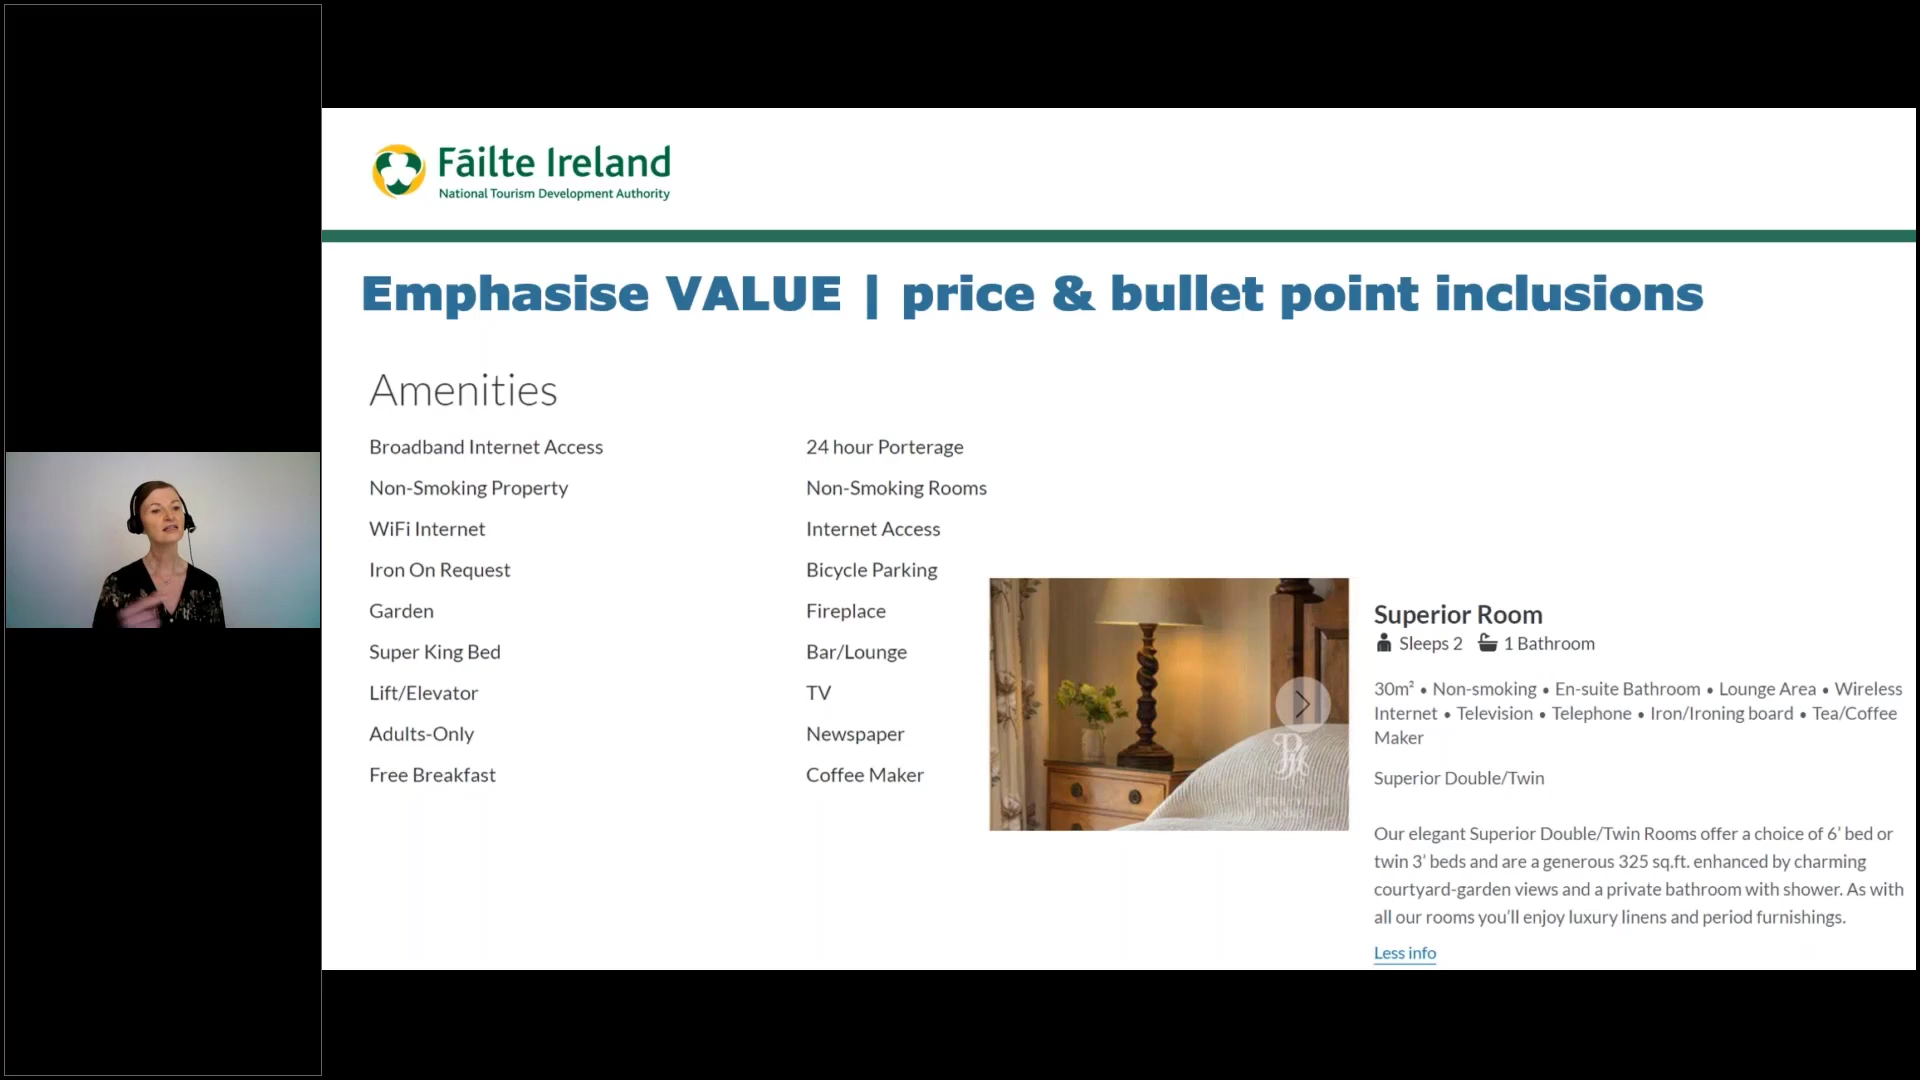 Fáilte Ireland
National Tourism Development Authority
Emphasise VALUE | price & bullet point inclusions
Amenities
Broadband Internet Access
Non-Smoking Property
WiFi Internet
Iron On Request
Garden
Super King Bed
Lift/Elevator
Adults-Only
Free Breakfast
24 hour Porterage
Non-Smoking Rooms
Internet Access
Bicycle Parking
Fireplace
Bar/Lounge
TV
Newspaper
Coffee Maker
Superior Room
Sleeps 2 1 Bathroom
30m² • Non-smoking • En-suite Bathroom • Lounge Area • Wireless
Internet • Television • Telephone • Iron/Ironing board • Tea/Coffee
Maker
Superior Double/Twin
Our elegant Superior Double/Twin Rooms offer a choice of 6' bed or
twin 3' beds and are a generous 325 sq.ft. enhanced by charming
courtyard-garden views and a private bathroom with shower. As with
all our rooms you'll enjoy luxury linens and period furnishings.
Less info